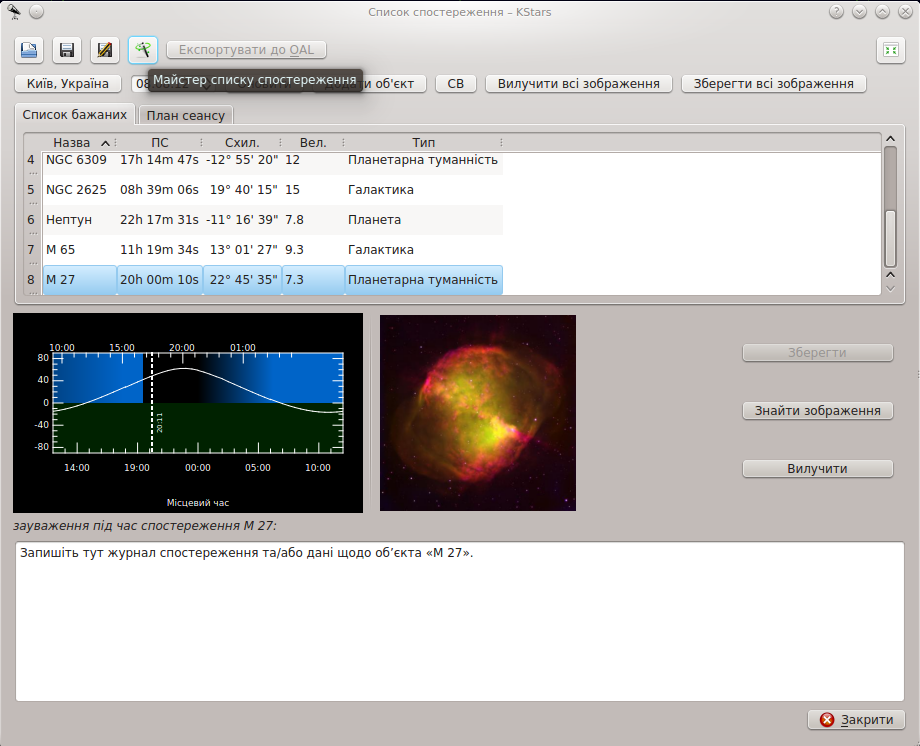 Список спостереження – KStars
Експортувати до OAL
Майстер списку спостереження
Київ, Україна об'єкт СВ Вилучити всі зображення Зберегти всі зображення
Список бажаних План сеансу
Назва ПС Схил. Вел. Тип
4 NGC 6309 17h 14m 47s -12° 55' 20" 12 Планетарна туманність
5 NGC 2625 08h 39m 06s 19° 40' 15" 15 Галактика
6 Нептун 22h 17m 31s -11° 16' 39" 7.8 Планета
7 M 65 11h 19m 34s 13° 01' 27" 9.3 Галактика
8 M 27 20h 00m 10s 22° 45' 35" 7.3 Планетарна туманність
10:00 15:00 20:00 01:00
80
40
0
-40
-80
20:11
14:00 19:00 00:00 05:00 10:00
Місцевий час
Зберегти
Знайти зображення
Вилучити
зауваження під час спостереження M 27:
Запишіть тут журнал спостереження та/або дані щодо об’єкта «M 27».
Закрити